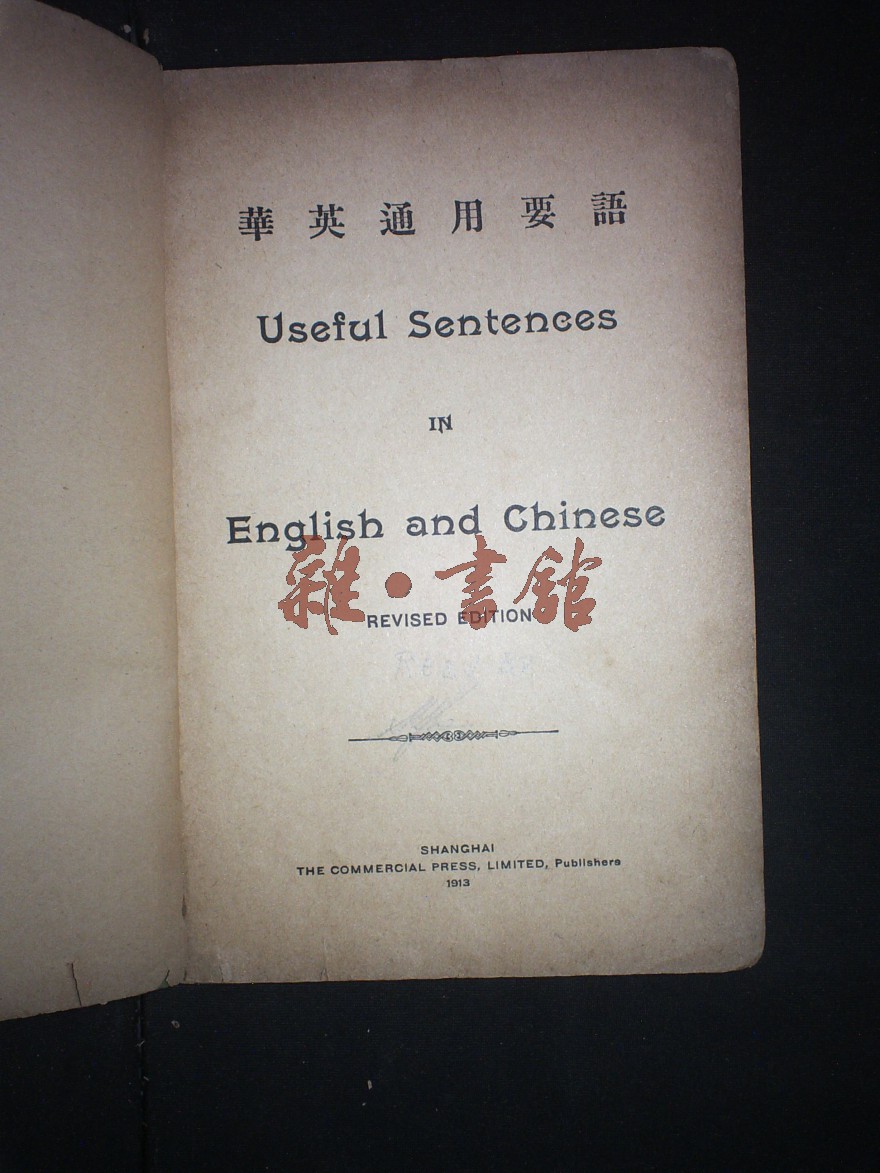 華英通用要語
Useful Sentences
IN
English and Chinese
雜·書館
REVISED EDITION
SHANGHAI
THE COMMERCIAL PRESS, LIMITED, Publishers
1913